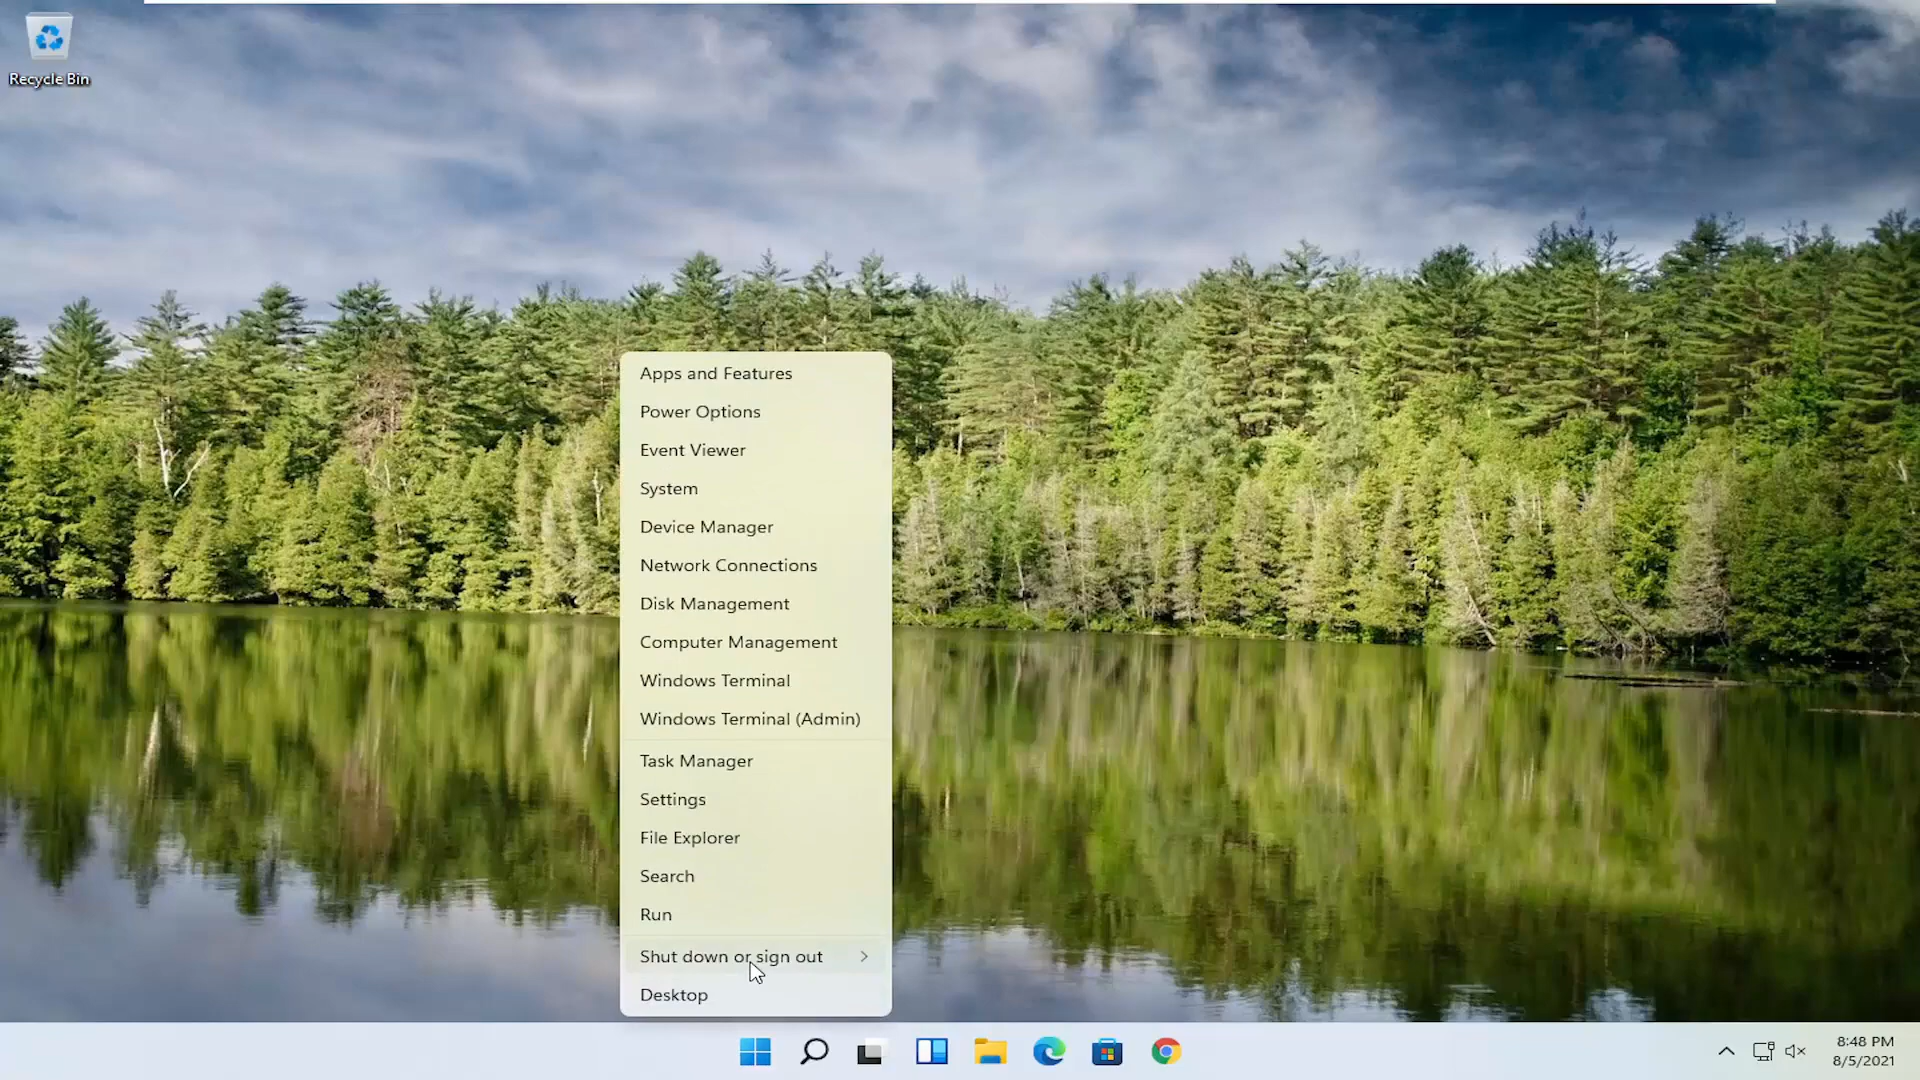 Recycle Bin
Apps and Features
Power Options
Event Viewer
System
Device Manager
Network Connections
Disk Management
Computer Management
Windows Terminal
Windows Terminal (Admin)
Task Manager
Settings
File Explorer
Search
Run
Shut down or sign out
Desktop
8:48 PM
8/5/2021